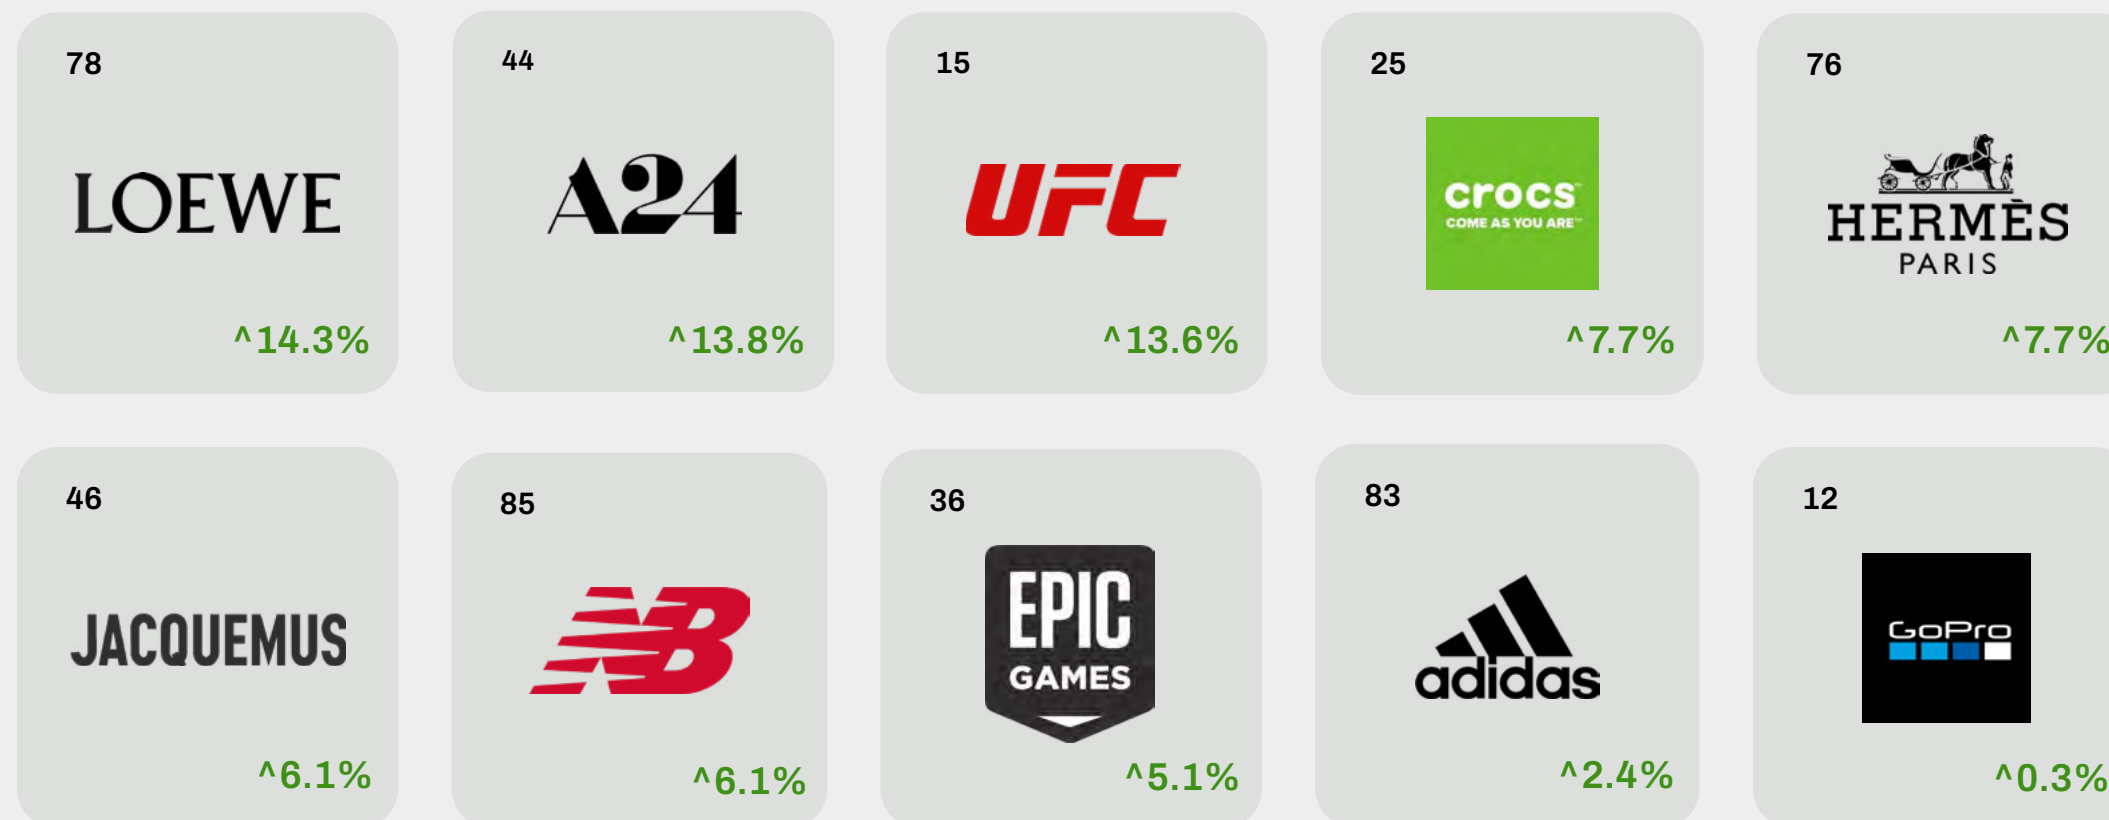 78
44
15
25
76
LOEWE
A24
UFC
crocs™
COME AS YOU ARE™
HERMÈS
PARIS
^14.3%
^13.8%
^13.6%
^7.7%
^7.7%
46
85
36
83
12
JACQUEMUS
NB
EPIC
GAMES
adidas
GoPro
^6.1%
^6.1%
^5.1%
^2.4%
^0.3%